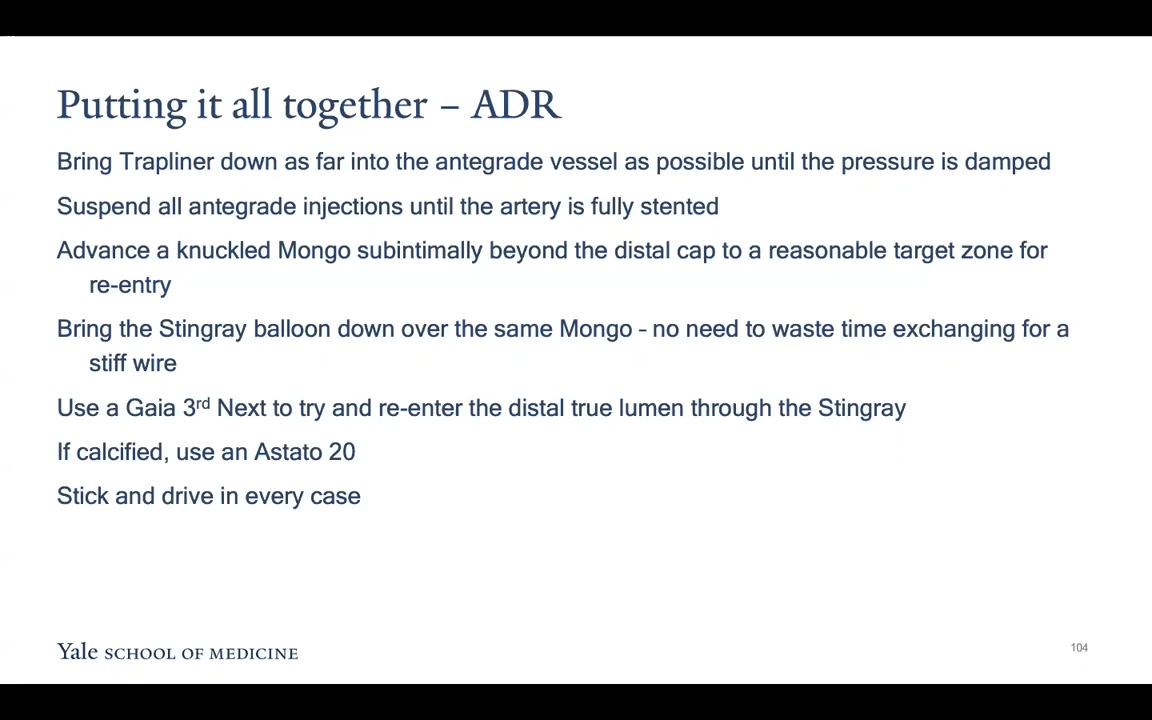 Putting it all together – ADR
Bring Trapliner down as far into the antegrade vessel as possible until the pressure is damped
Suspend all antegrade injections until the artery is fully stented
Advance a knuckled Mongo subintimally beyond the distal cap to a reasonable target zone for
re-entry
Bring the Stingray balloon down over the same Mongo - no need to waste time exchanging for a
stiff wire
Use a Gaia 3rd Next to try and re-enter the distal true lumen through the Stingray
If calcified, use an Astato 20
Stick and drive in every case
Yale SCHOOL OF MEDICINE
104